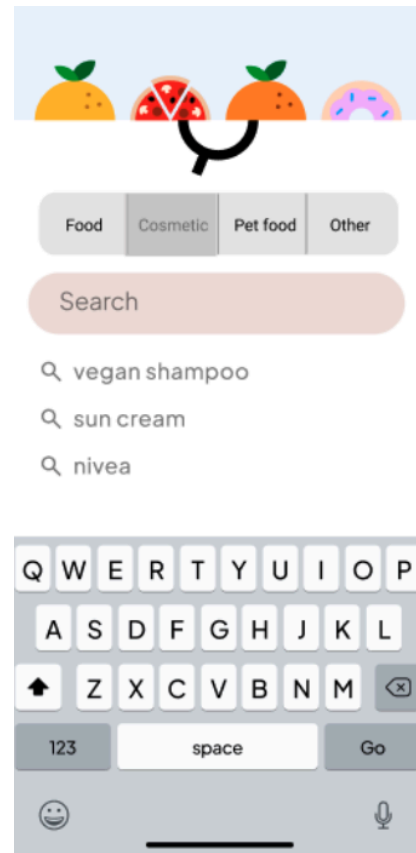 Food Cosmetic Pet food Other
Search
vegan shampoo
sun cream
nivea
Q W E R T Y U I O P
A S D F G H J K L
Z X C V B N M
123 space Go